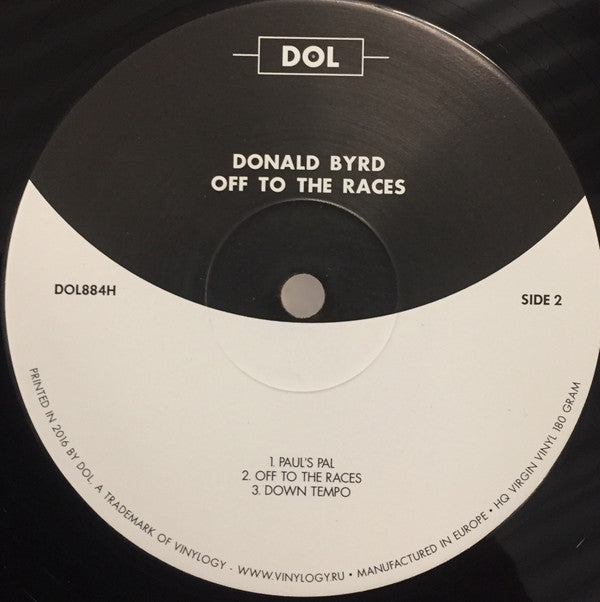 DOL
DONALD BYRD
OFF TO THE RACES
DOL884H
SIDE 2
1. PAUL'S PAL
2. OFF TO THE RACES
3. DOWN TEMPO
PRINTED IN 2016 BY DOL, A TRADEMARK OF VINYLOGY - WWW.VINYLOGY.RU • MANUFACTURED IN EUROPE • HQ VIRGIN VINYL 180 GRAM